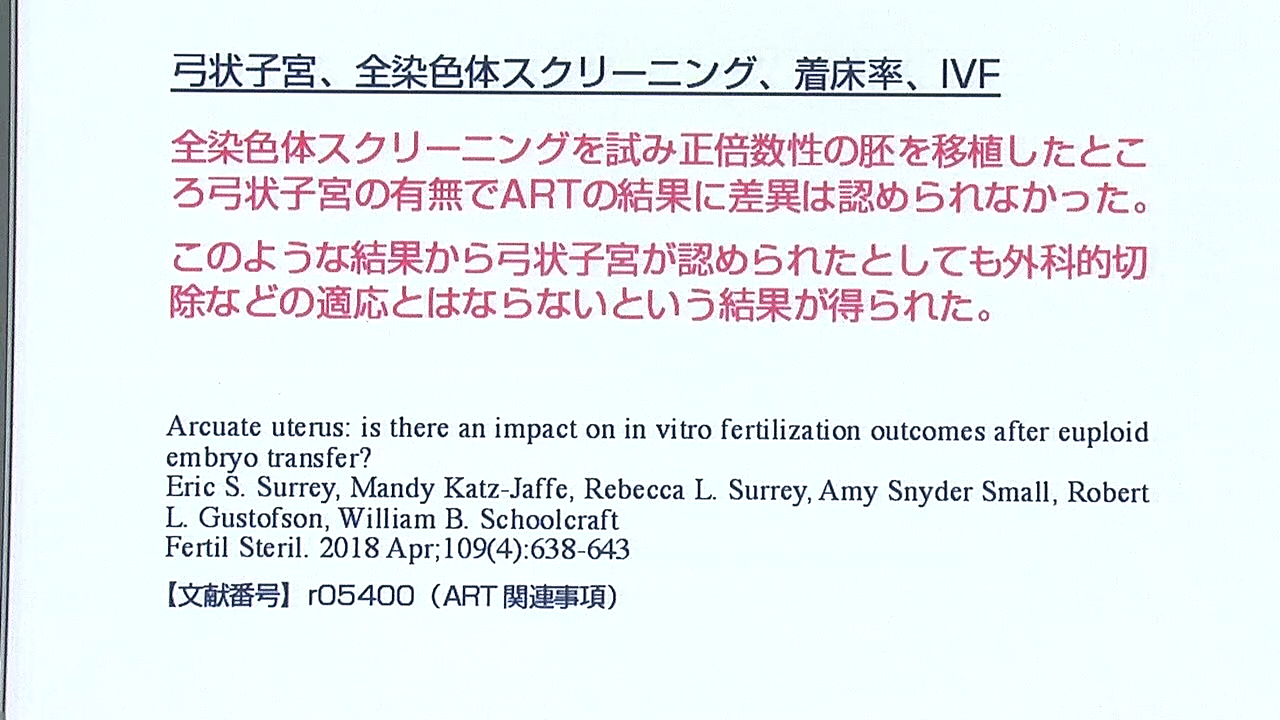 弓状子宮、全染色体スクリーニング、着床率、IVF
全染色体スクリーニングを試み正倍数性の胚を移植したとこ
ろ弓状子宮の有無でARTの結果に差異は認められなかった。
このような結果から弓状子宮が認められたとしても外科的切
除などの適応とはならないという結果が得られた。
Arcuate uterus: is there an impact on in vitro fertilization outcomes after euploid
embryo transfer?
Eric S. Surrey, Mandy Katz-Jaffe, Rebecca L. Surrey, Amy Snyder Small, Robert
L. Gustofson, William B. Schoolcraft
Fertil Steril. 2018 Apr;109(4):638-643
【文献番号】r05400（ART関連事項）